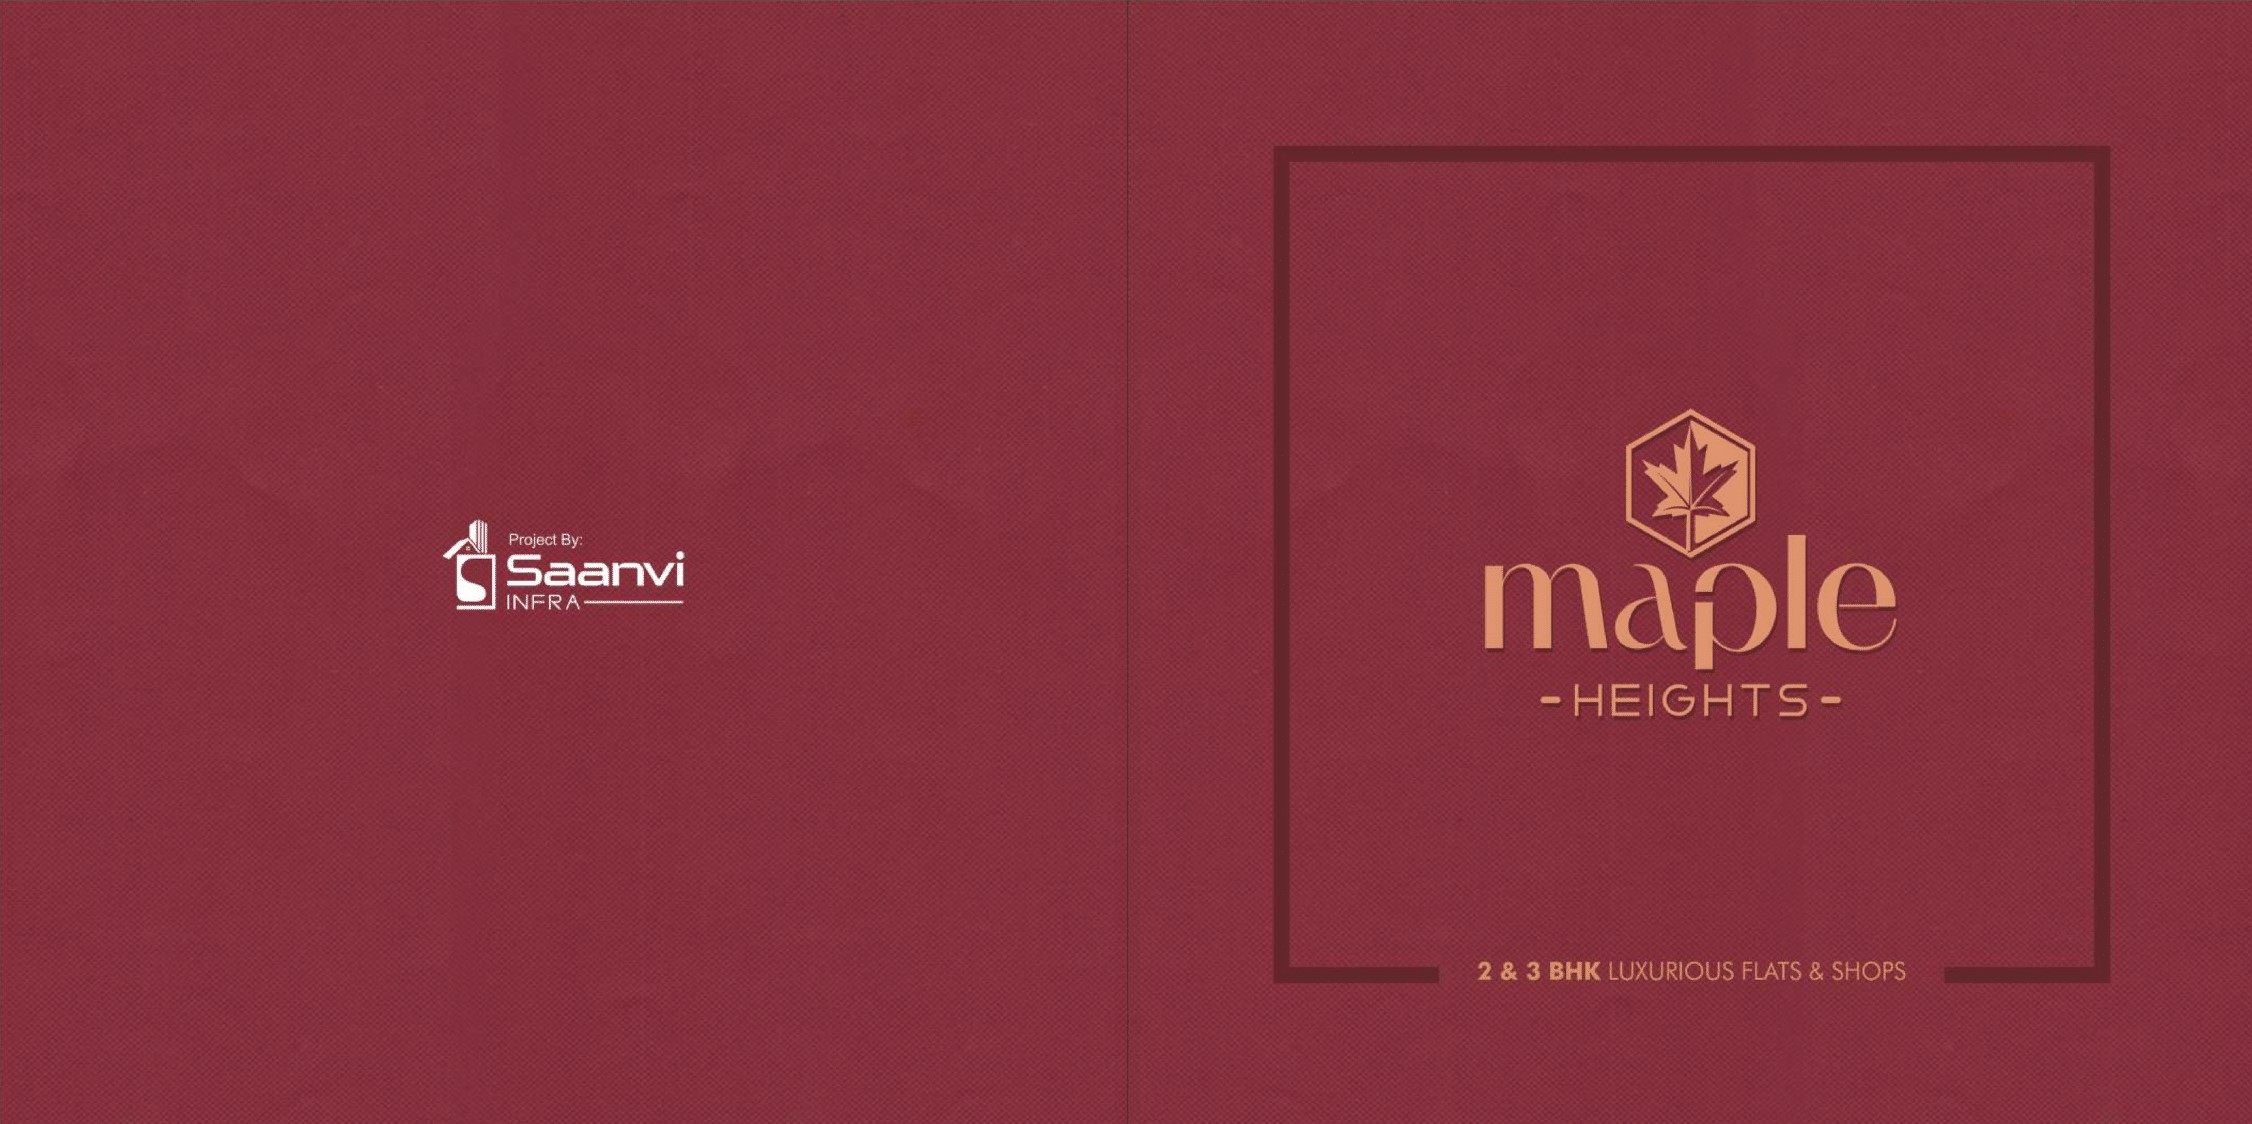 Project By:
Saanvi
INFRA
maple
-HEIGHTS-
2 & 3 BHK LUXURIOUS FLATS & SHOPS